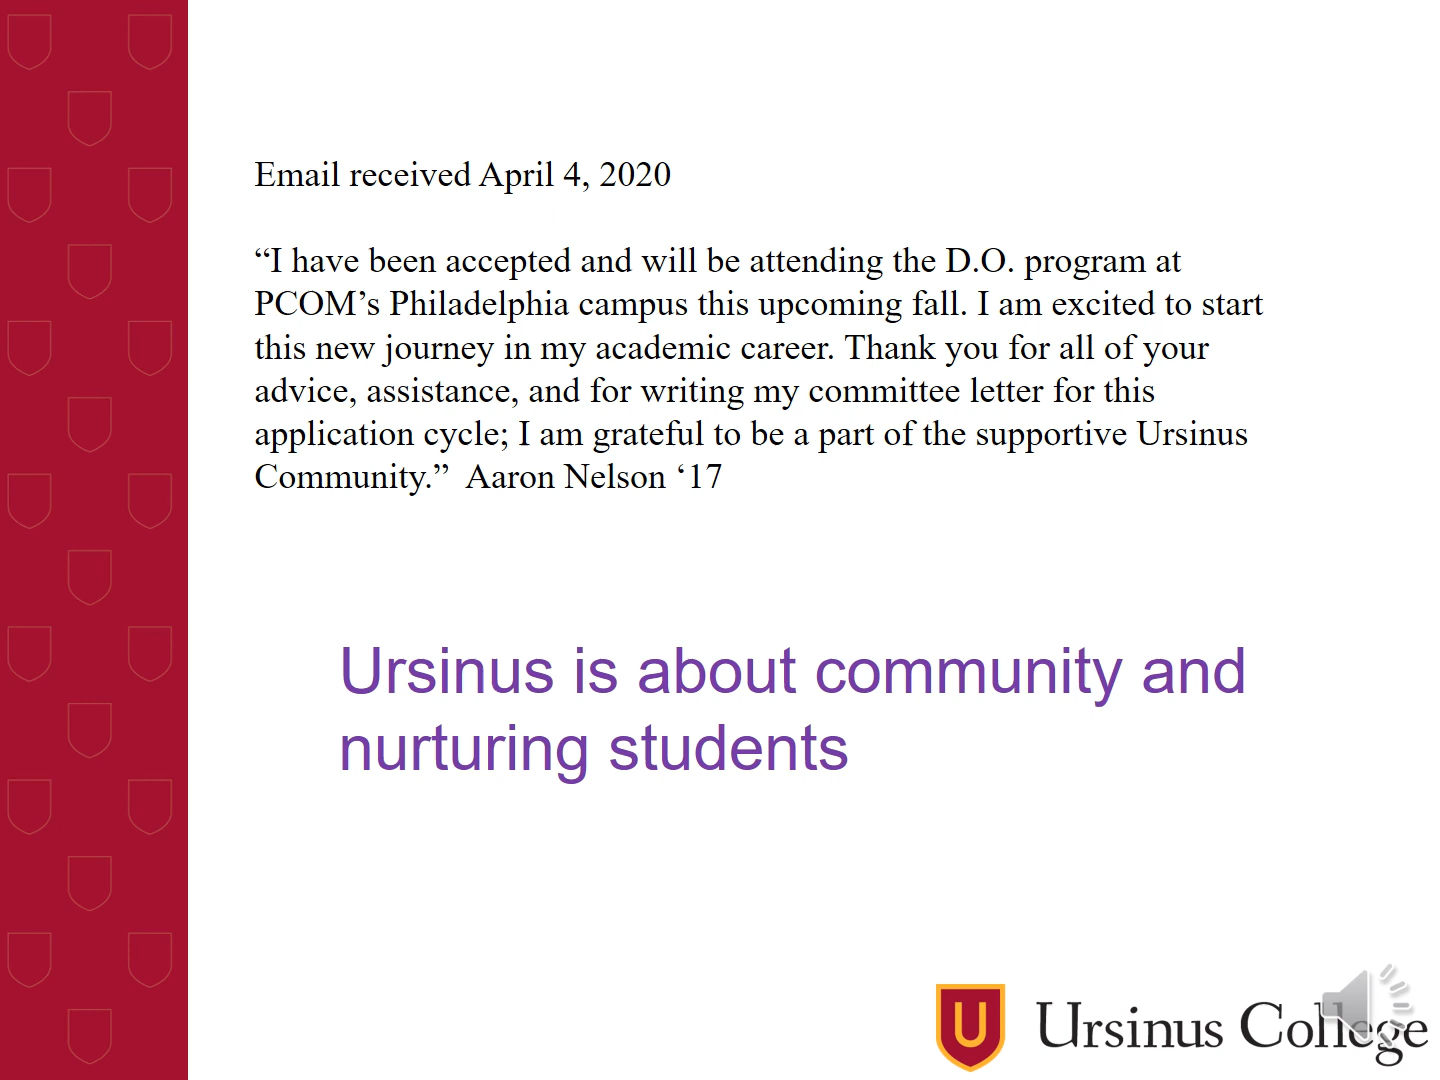 Email received April 4, 2020
“I have been accepted and will be attending the D.O. program at
PCOM’s Philadelphia campus this upcoming fall. I am excited to start
this new journey in my academic career. Thank you for all of your
advice, assistance, and for writing my committee letter for this
application cycle; I am grateful to be a part of the supportive Ursinus
Community.”  Aaron Nelson ‘17
Ursinus is about community and
nurturing students
U
Ursinus College